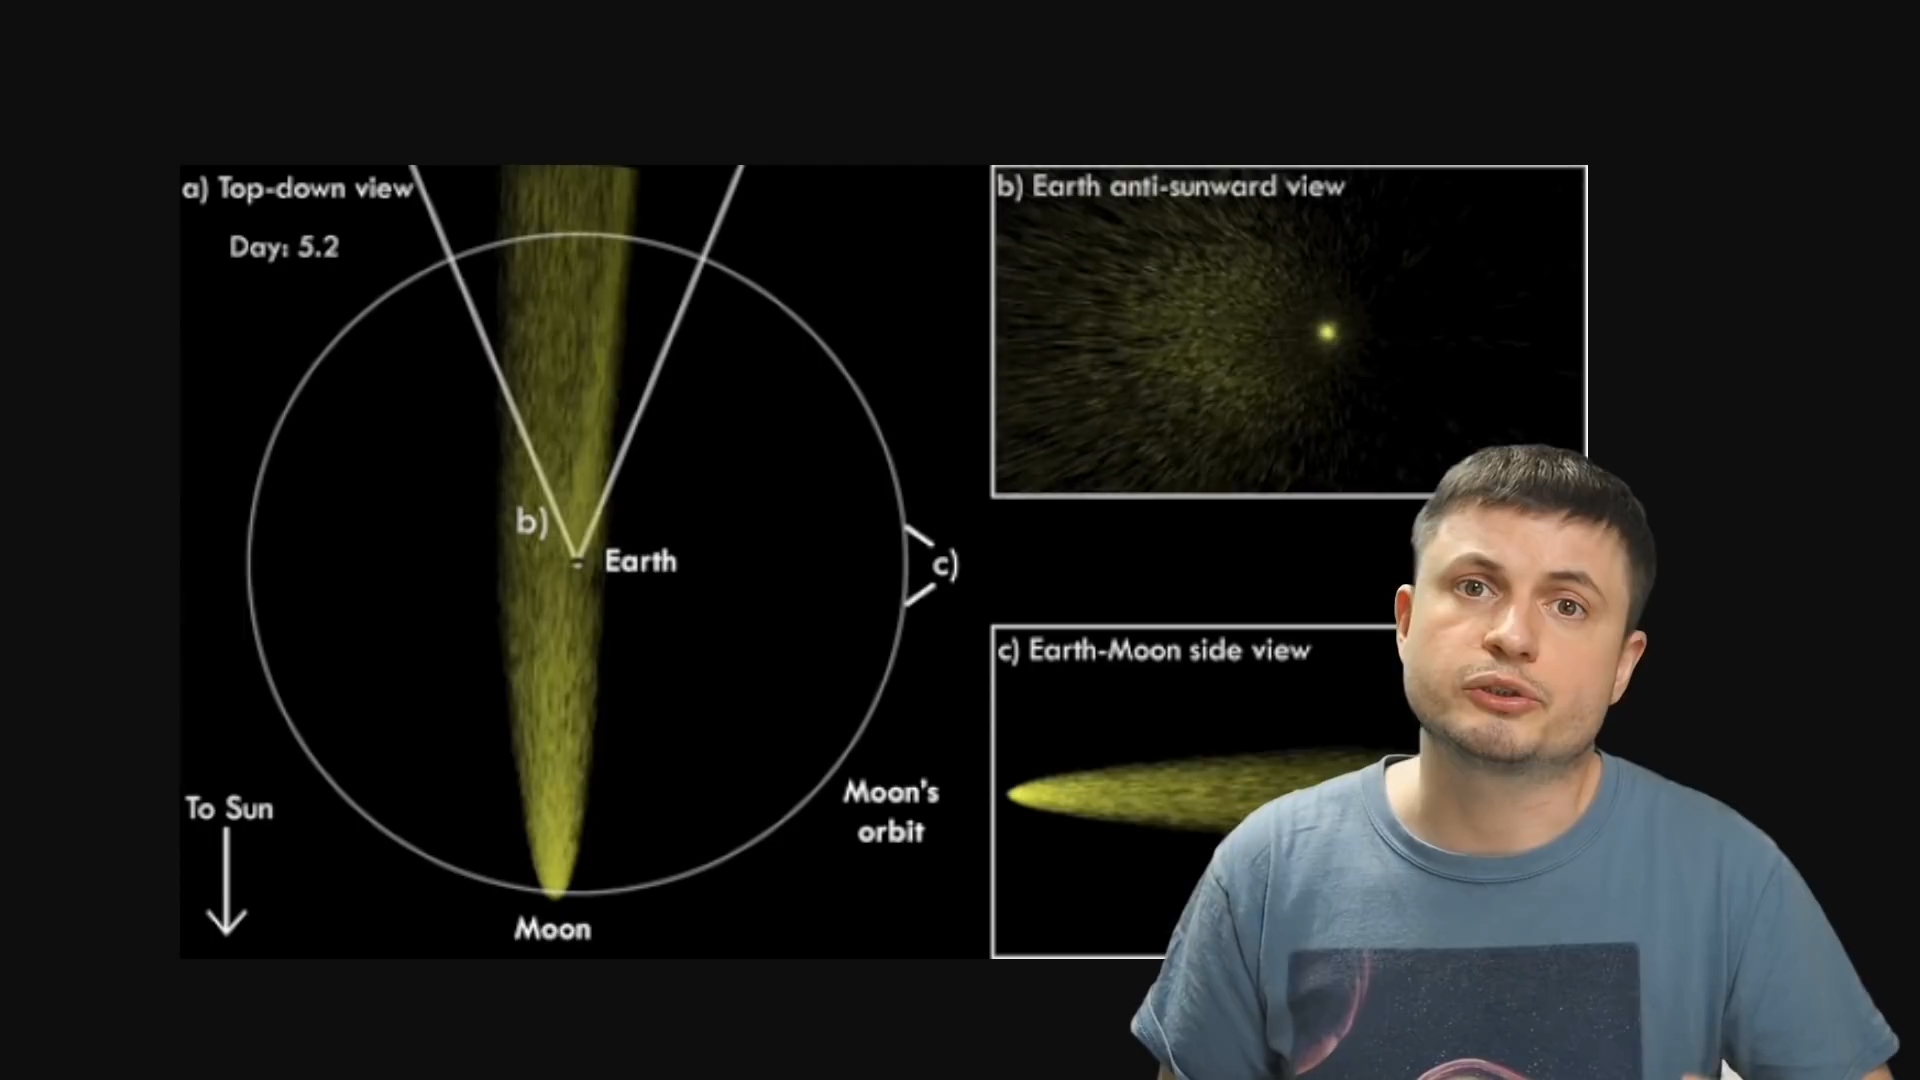 a) Top-down view
Day: 5.2
b)
Earth
c)
To Sun
Moon's
orbit
Moon
b) Earth anti-sunward view
c) Earth-Moon side view